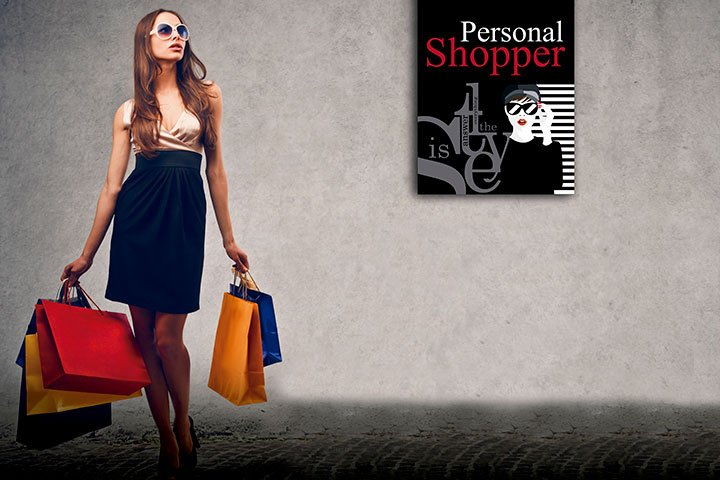 Personal
Shopper
Style
is
answer
the